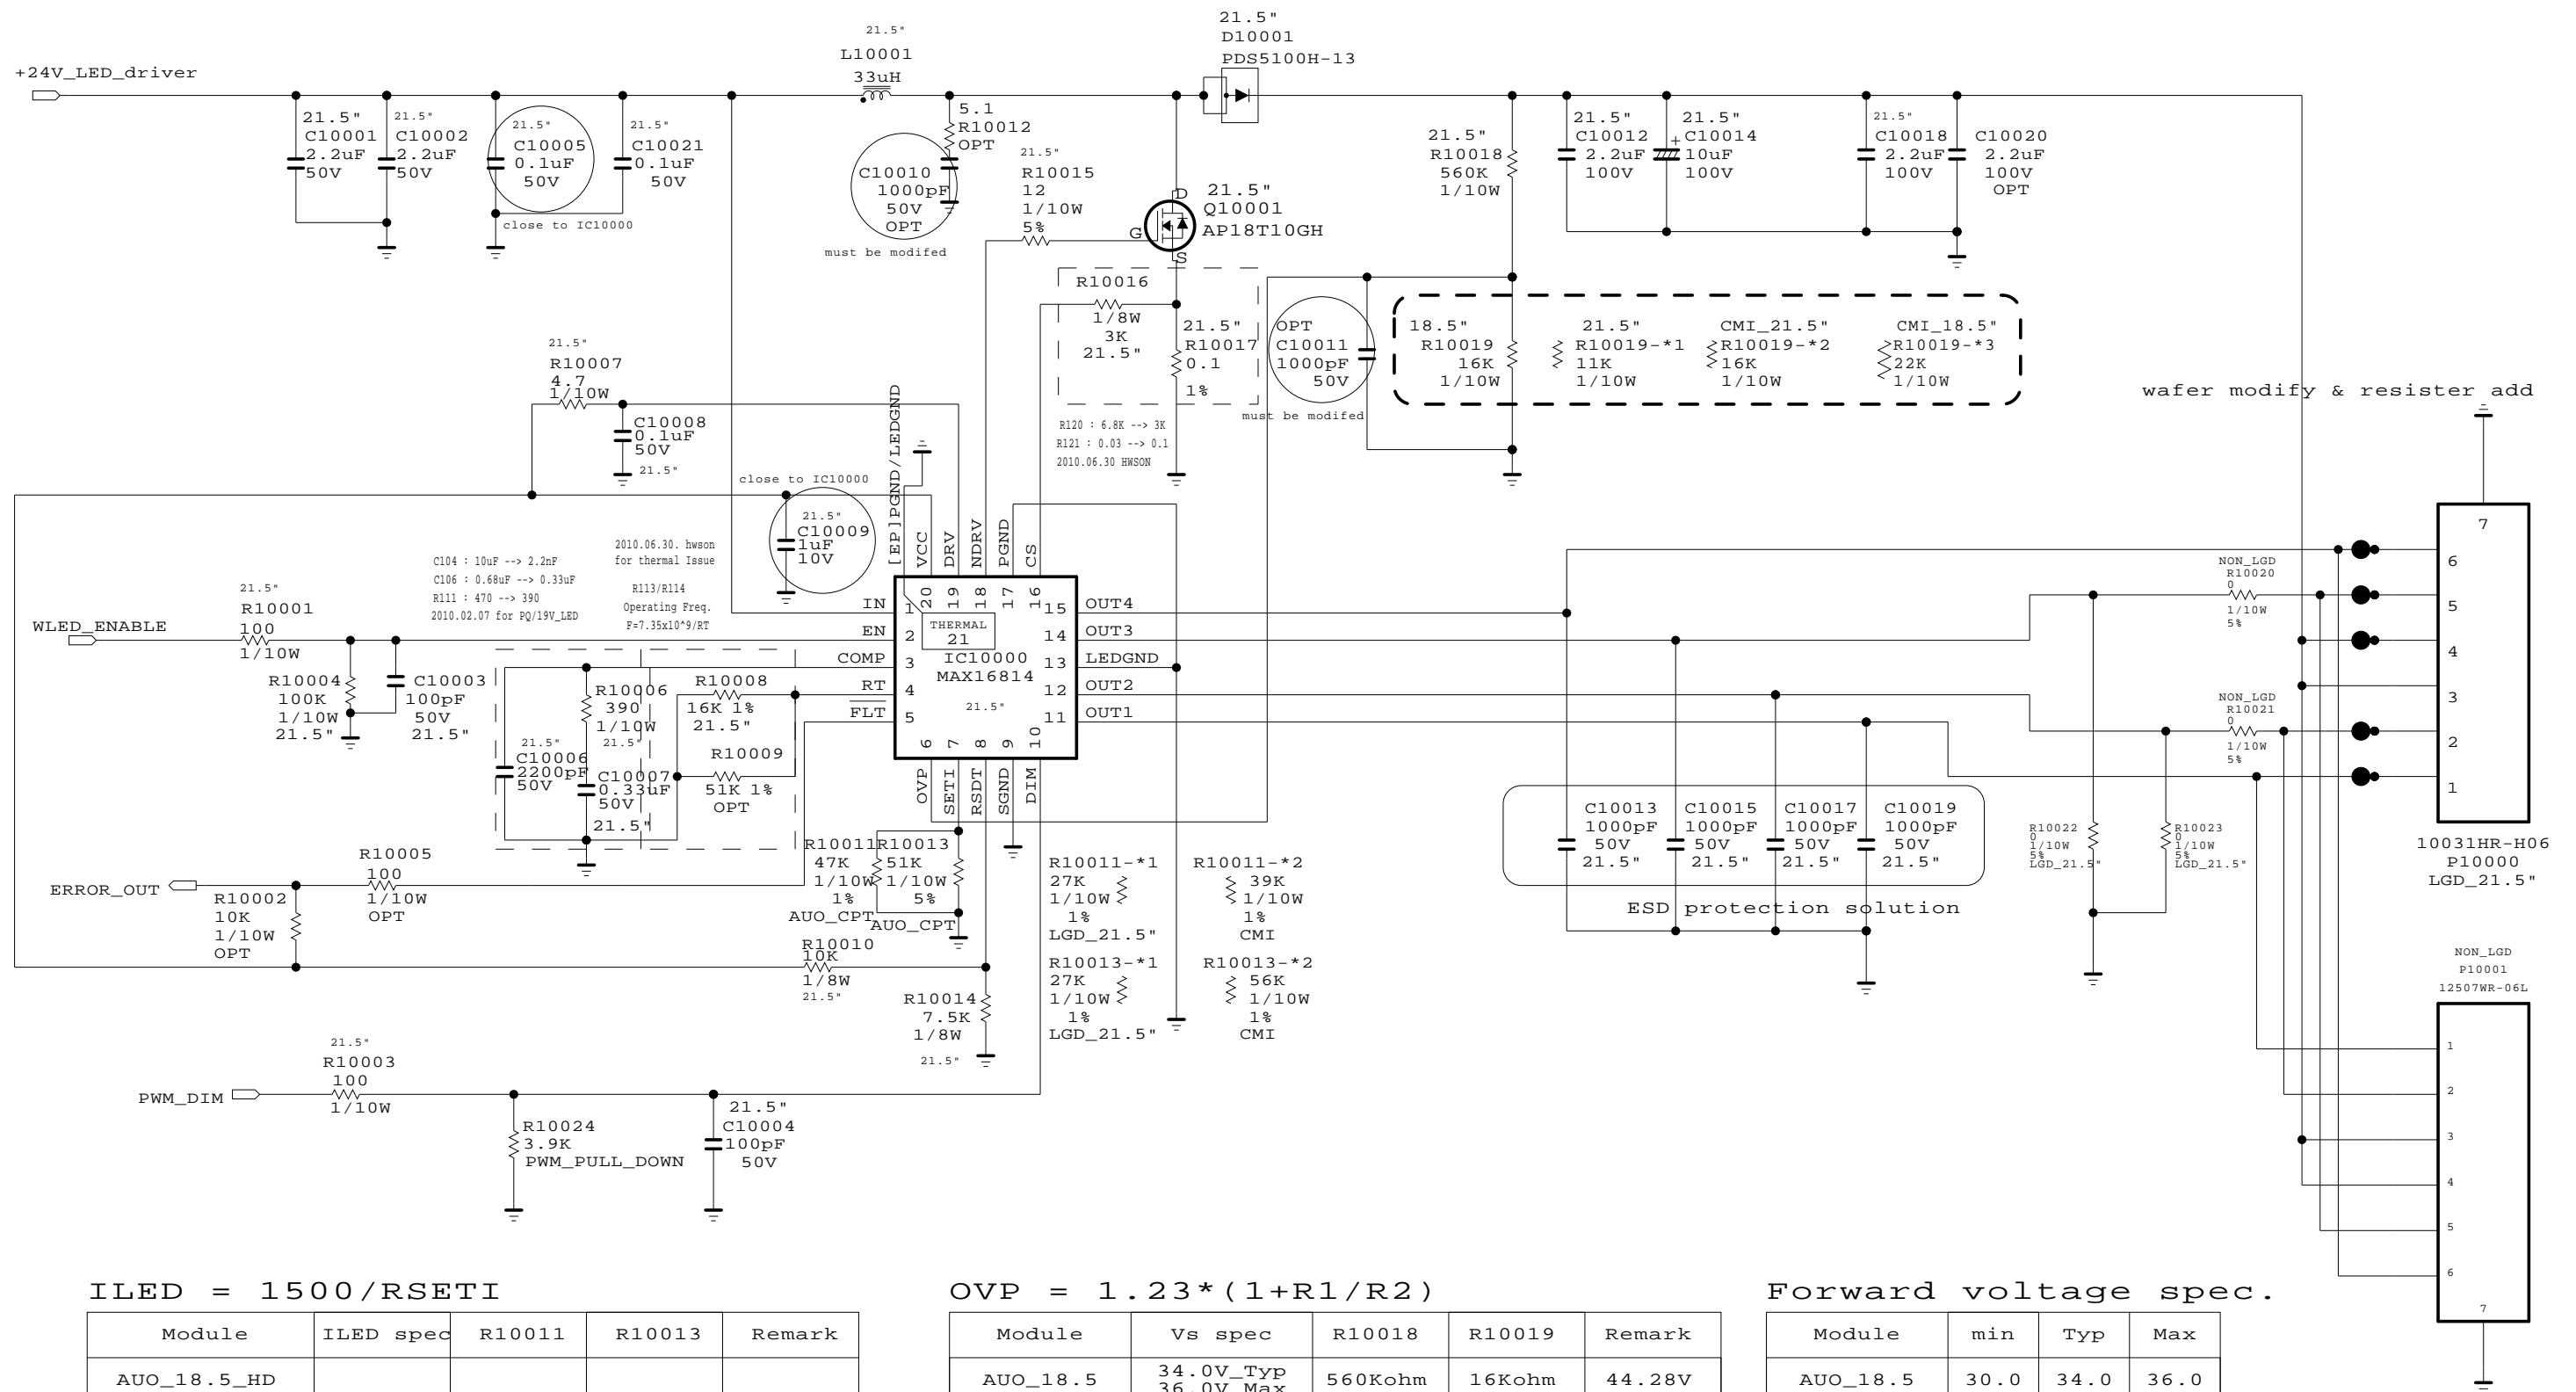 21.5"
D10001
PDS5100H-13
21.5"
L10001
33uH
+24V_LED_driver
21.5"
C10001
2.2uF
50V
21.5"
C10002
2.2uF
50V
21.5"
C10005
0.1uF
50V
close to IC10000
21.5"
C10021
0.1uF
50V
5.1
R10012
OPT
C10010
1000pF
50V
OPT
must be modifed
21.5"
R10015
12
1/10W
5%
D
G
S
21.5"
Q10001
AP18T10GH
21.5"
R10018
560K
1/10W
21.5"
C10012
2.2uF
100V
21.5"
C10014
+
10uF
100V
21.5"
C10018
2.2uF
100V
C10020
2.2uF
100V
OPT
R10016
1/8W
3K
21.5"
21.5"
R10017
0.1
1%
R120 : 6.8K --> 3K
R121 : 0.03 --> 0.1
2010.06.30 HWSON
OPT
C10011
1000pF
50V
must be modifed
18.5"
R10019
16K
1/10W
21.5"
R10019-*1
11K
1/10W
CMI_21.5"
R10019-*2
16K
1/10W
CMI_18.5"
R10019-*3
22K
1/10W
wafer modify & resister add
21.5"
R10007
4.7
1/10W
C10008
0.1uF
50V
21.5"
close to IC10000
21.5"
C10009
1uF
10V
C104 : 10uF --> 2.2nF
C106 : 0.68uF --> 0.33uF
R111 : 470 --> 390
2010.02.07 for PQ/19V_LED
2010.06.30. hwson
for thermal Issue
R113/R114
Operating Freq.
F=7.35x10^9/RT
[EP]PGND/LEDGND
VCC
DRV
NDRV
PGND
CS
20
19
18
17
16
IN
1
EN
2
COMP
3
RT
4
FLT
5
THERMAL
21
IC10000
MAX16814
21.5"
15
OUT4
14
OUT3
13
LEDGND
12
OUT2
11
OUT1
6
7
8
9
10
OVP
SETI
RSDT
SGND
DIM
21.5"
R10001
100
1/10W
WLED_ENABLE
R10004
100K
1/10W
21.5"
C10003
100pF
50V
21.5"
R10006
390
1/10W
21.5"
21.5"
C10006
2200pF
50V
C10007
0.33uF
50V
21.5"
R10008
16K 1%
21.5"
R10009
51K 1%
OPT
R10005
100
1/10W
OPT
ERROR_OUT
R10002
10K
1/10W
OPT
R10011
47K
1/10W
1%
AUO_CPT
R10013
51K
1/10W
5%
AUO_CPT
R10010
10K
1/8W
21.5"
R10014
7.5K
1/8W
21.5"
R10011-*1
27K
1/10W
1%
LGD_21.5"
R10011-*2
39K
1/10W
1%
CMI
R10013-*1
27K
1/10W
1%
LGD_21.5"
R10013-*2
56K
1/10W
1%
CMI
C10013
1000pF
50V
21.5"
C10015
1000pF
50V
21.5"
C10017
1000pF
50V
21.5"
C10019
1000pF
50V
21.5"
ESD protection solution
NON_LGD
R10020
0
1/10W
5%
NON_LGD
R10021
0
1/10W
5%
R10022
0
1/10W
5%
LGD_21.5"
R10023
0
1/10W
5%
LGD_21.5"
7
6
5
4
3
2
1
10031HR-H06
P10000
LGD_21.5"
NON_LGD
P10001
12507WR-06L
1
2
3
4
5
6
7
21.5"
R10003
100
1/10W
PWM_DIM
R10024
3.9K
PWM_PULL_DOWN
21.5"
C10004
100pF
50V
ILED = 1500/RSETI
Module ILED spec R10011 R10013 Remark
AUO_18.5_HD
OVP = 1.23*(1+R1/R2)
Module Vs spec R10018 R10019 Remark
AUO_18.5 34.0V_Typ 36.0V_Max 560Kohm 16Kohm 44.28V
Forward voltage spec.
Module min Typ Max
AUO_18.5 30.0 34.0 36.0